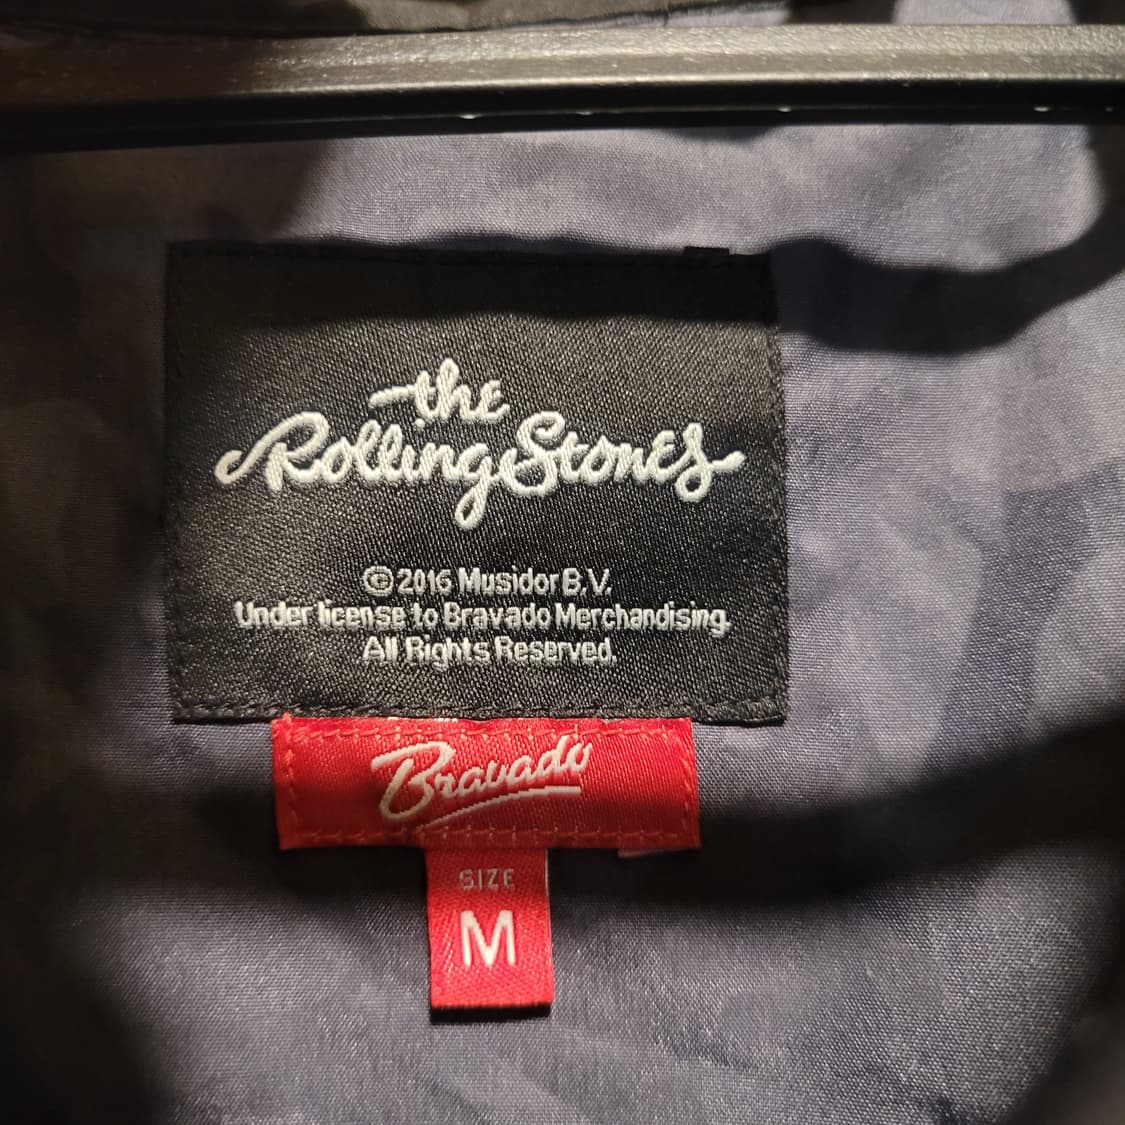 the
Rolling Stones
© 2016 Musidor B.V.
Under license to Bravado Merchandising.
All Rights Reserved.
Bravado
SIZE
M